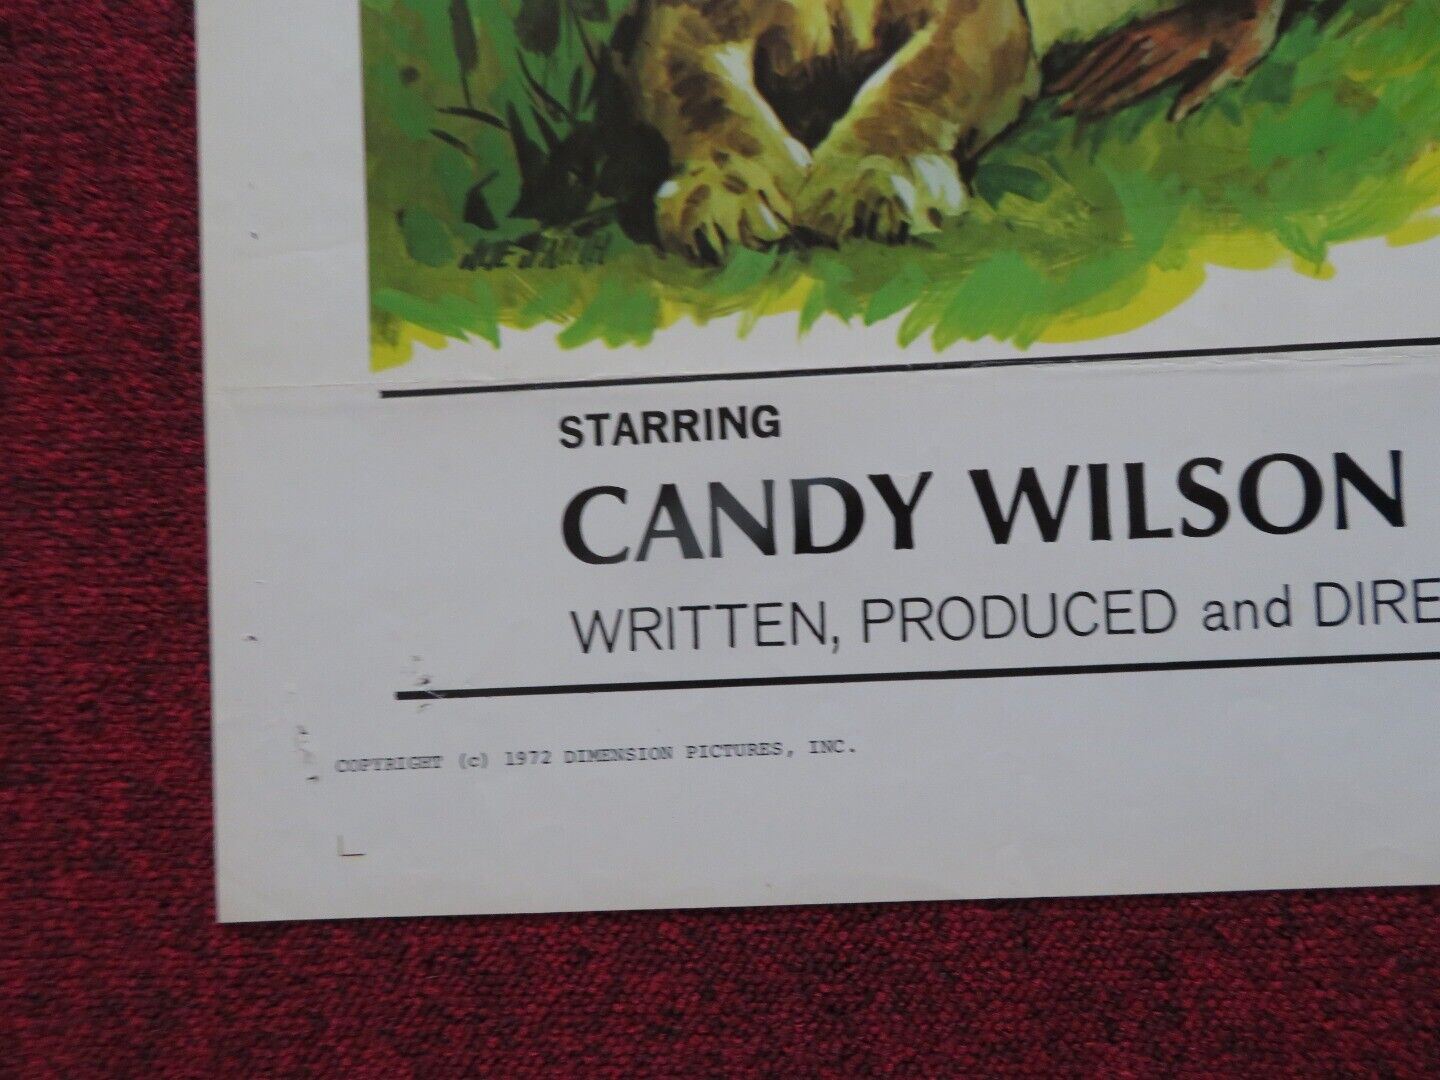 STARRING
CANDY WILSON
WRITTEN, PRODUCED and DIRE
COPYRIGHT (c) 1972 DIMENSION PICTURES, INC.